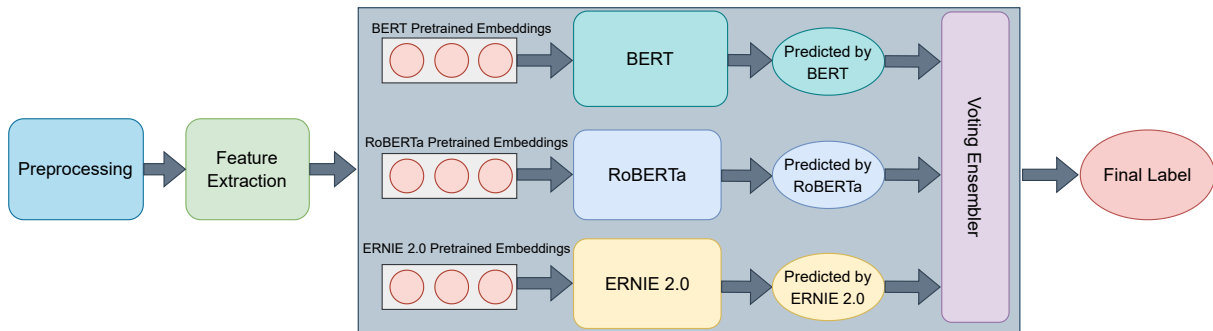 Preprocessing
Feature
Extraction
BERT Pretrained Embeddings
BERT
Predicted by
BERT
RoBERTa Pretrained Embeddings
RoBERTa
Predicted by
RoBERTa
ERNIE 2.0 Pretrained Embeddings
ERNIE 2.0
Predicted by
ERNIE 2.0
Voting Ensembler
Final Label